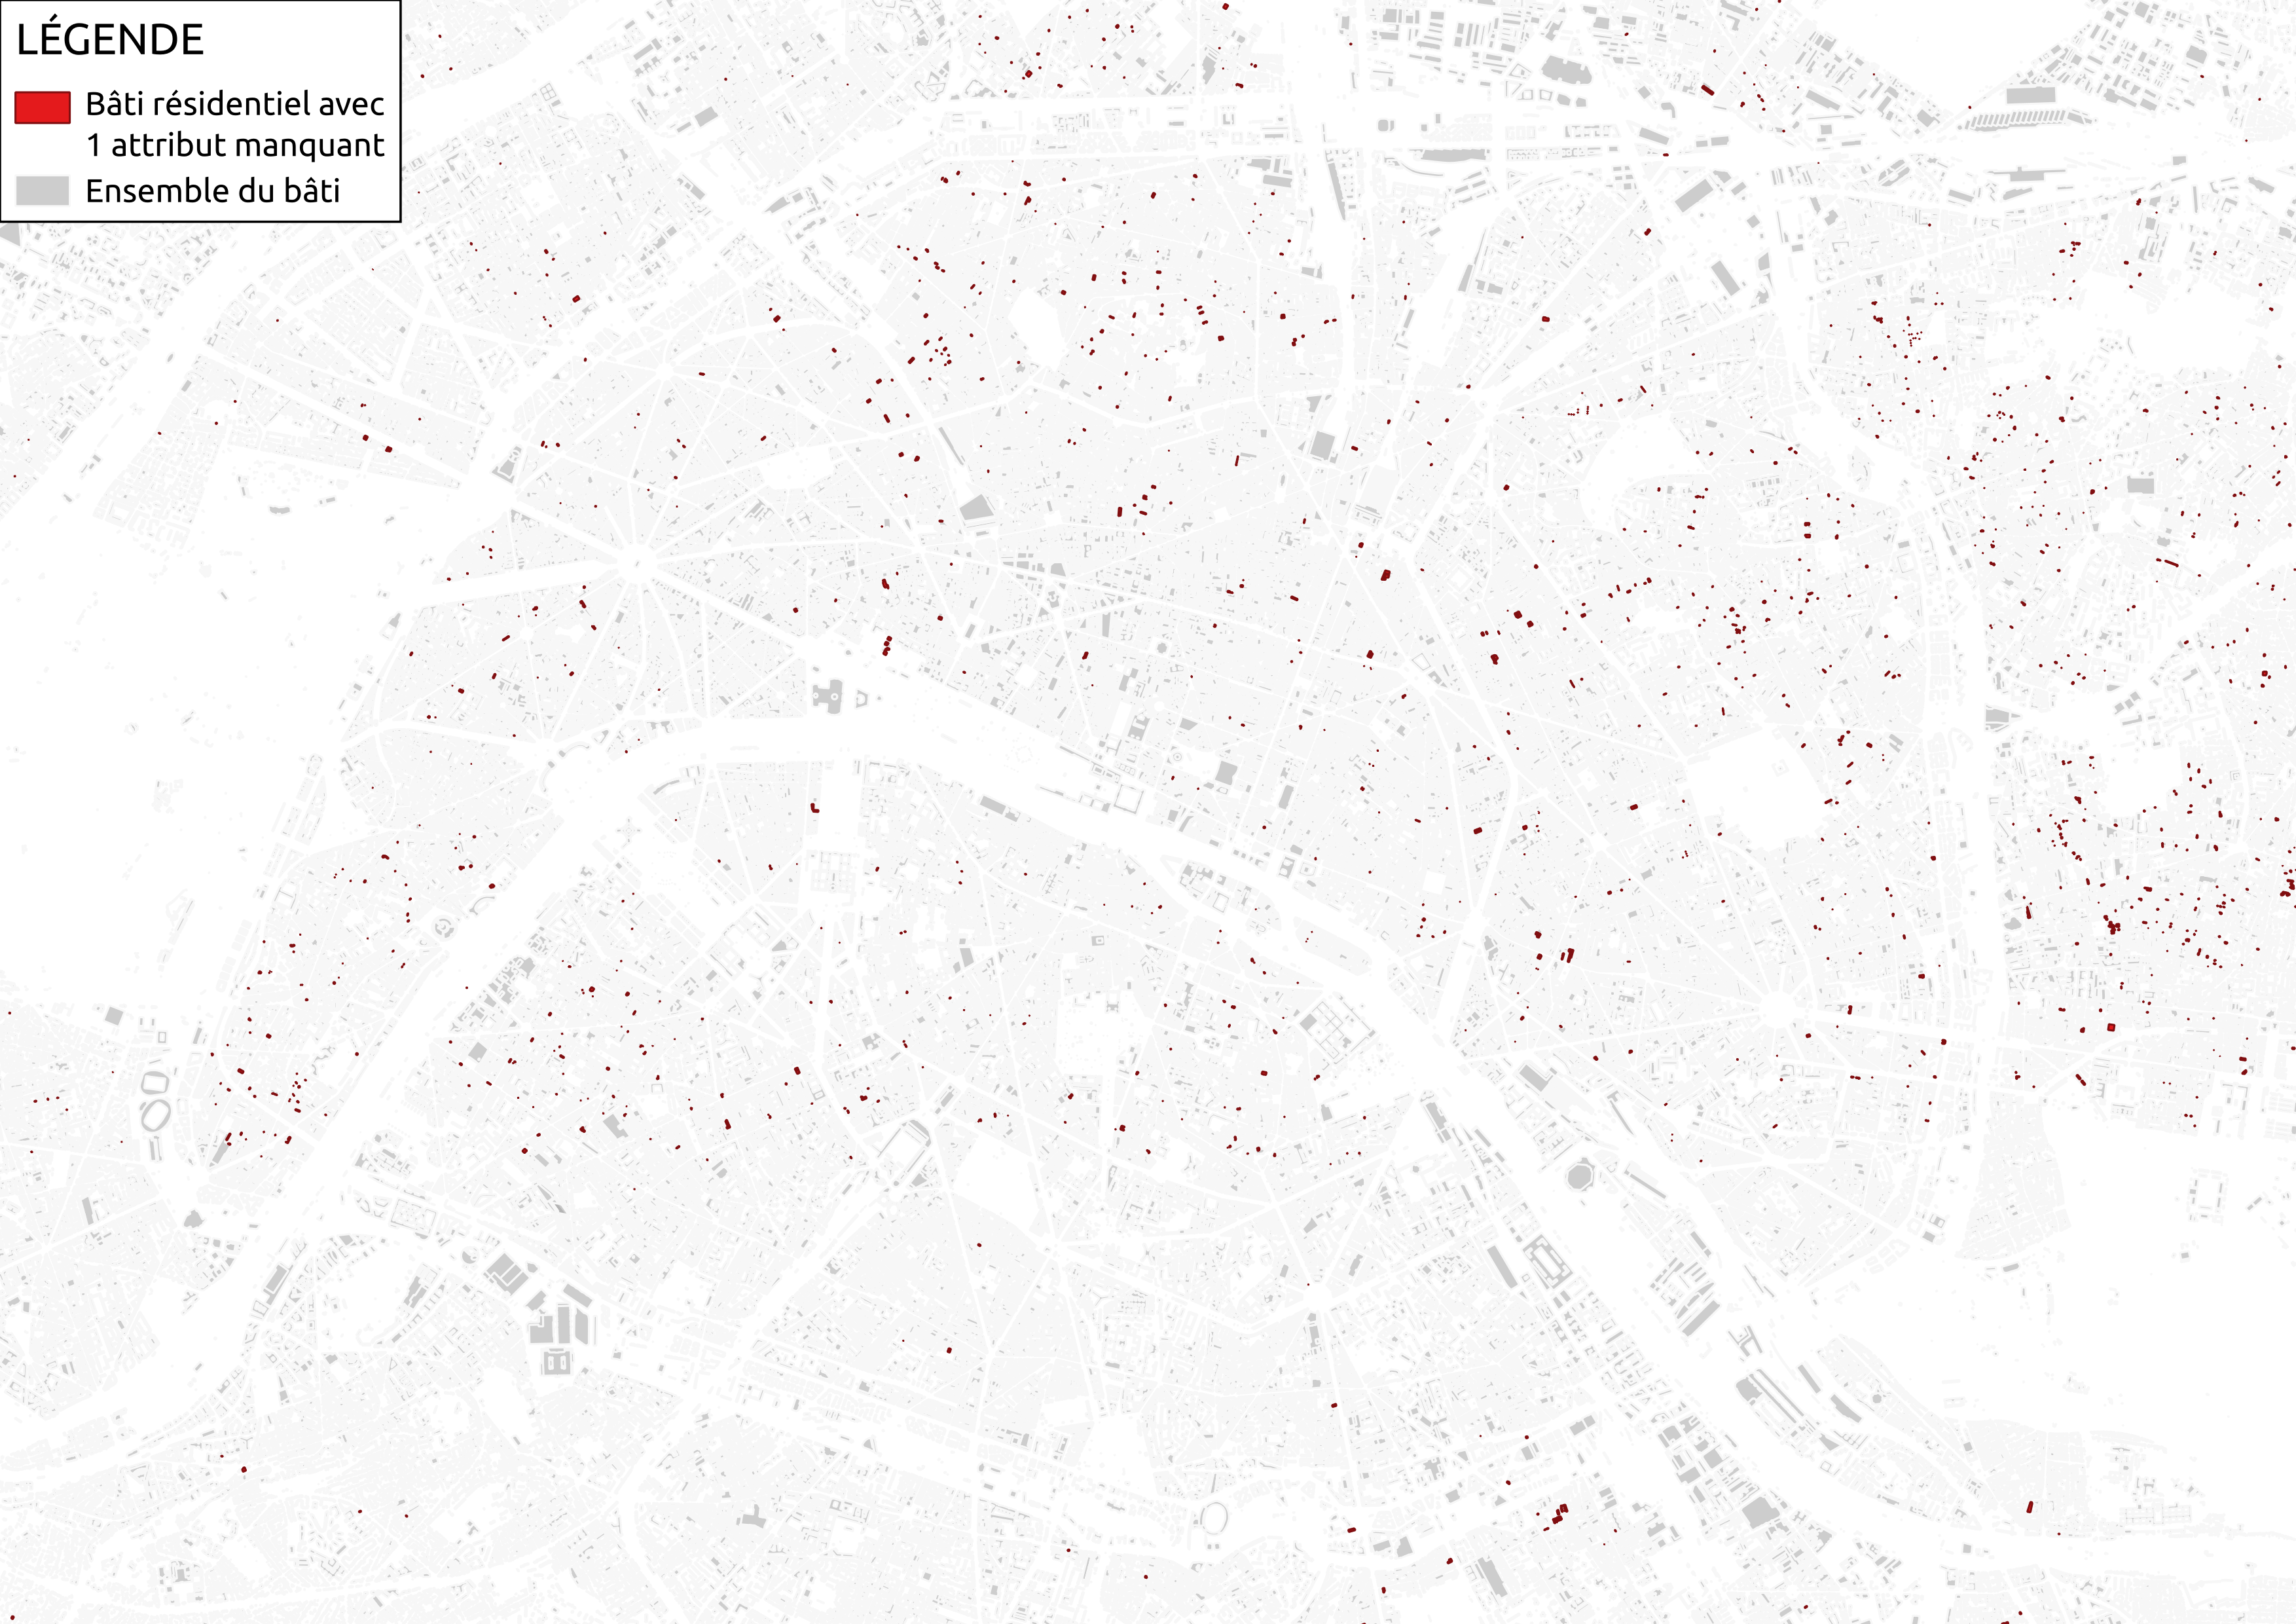 LÉGENDE
Bâti résidentiel avec
1 attribut manquant
Ensemble du bâti